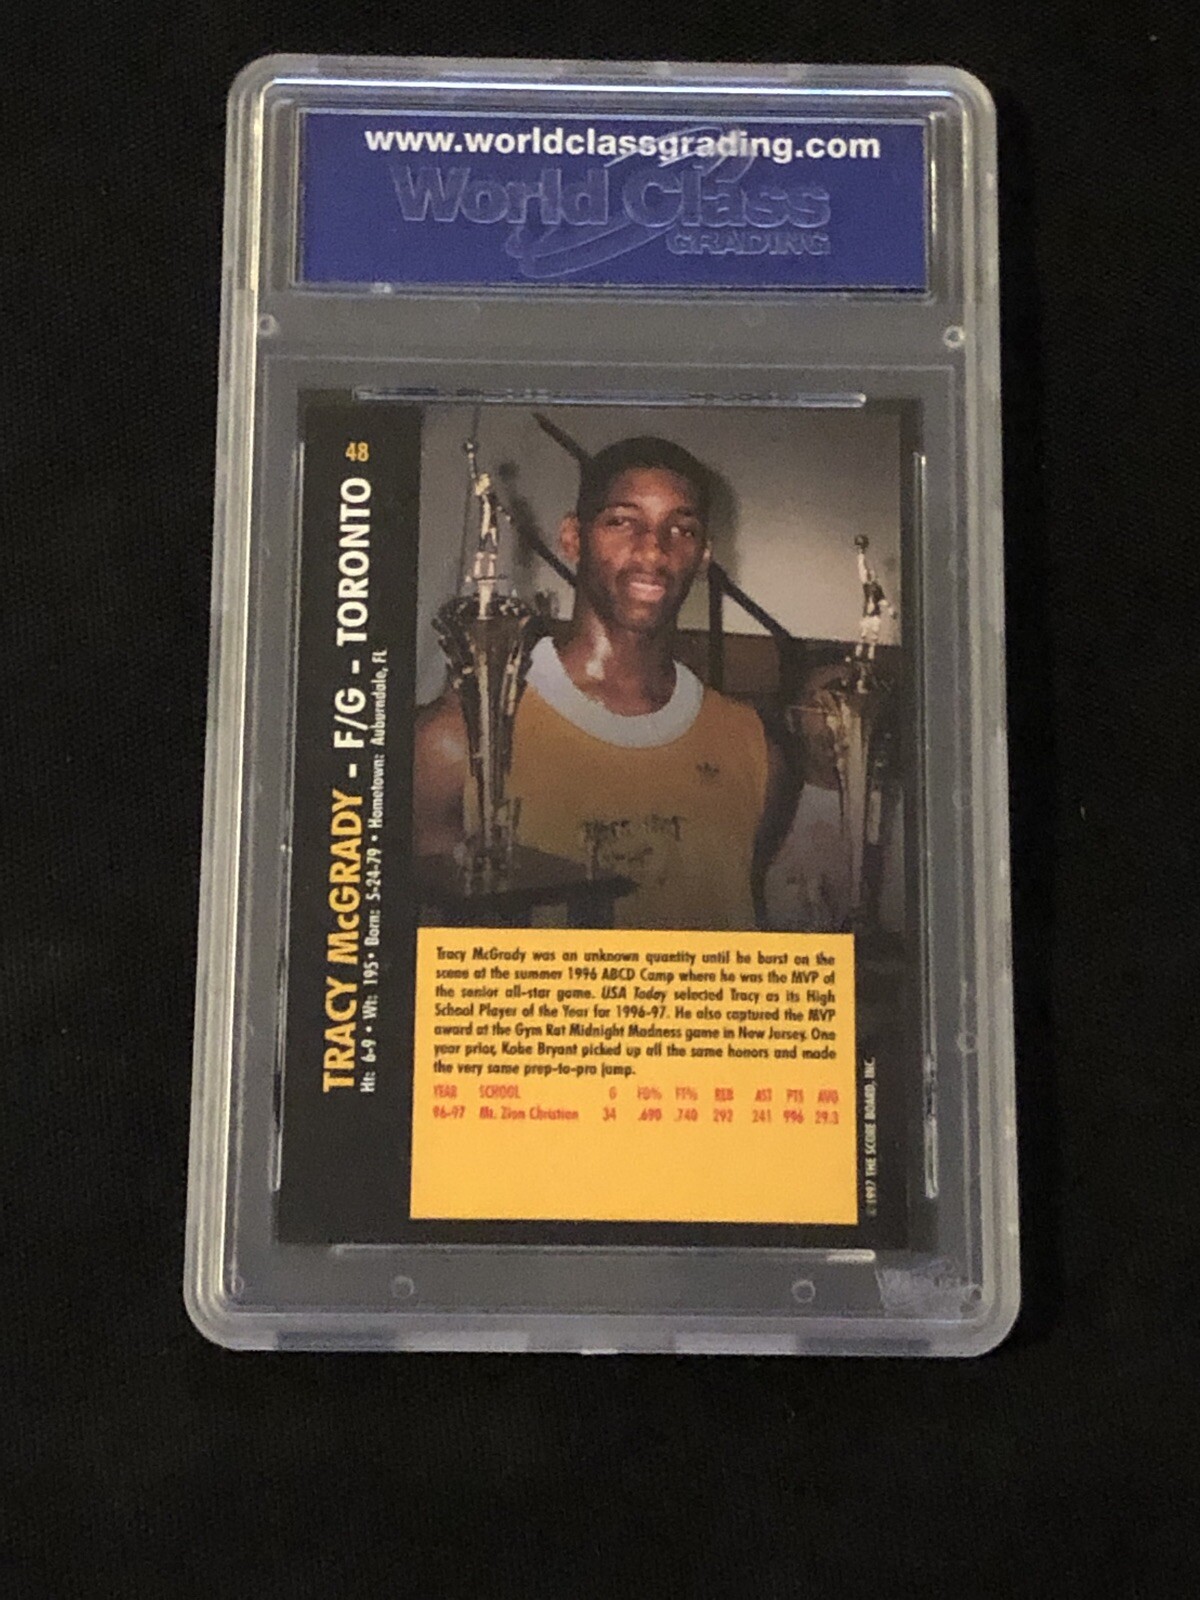 www.worldclassgrading.com
World Class
GRADING
48
TRACY McGRADY - F/G - TORONTO
Ht: 6-9 • Wt: 195 • Born: 5-24-79 • Hometown: Auburndale, FL
Tracy McGrady was an unknown quantity until he burst on the
scene at the summer 1996 ABCD Camp where he was the MVP of
the senior all-star game. USA Today selected Tracy as its High
School Player of the Year for 1996-97. He also captured the MVP
award at the Gym Rat Midnight Madness game in New Jersey. One
year prior, Kobe Bryant picked up all the same honors and made
the very same prep-to-pro jump.
YEAR SCHOOL G FG% FT% REB AST PTS AVG
96-97 Mt. Zion Christian 34 .690 .740 292 241 996 29.3
©1997 THE SCORE BOARD, INC.